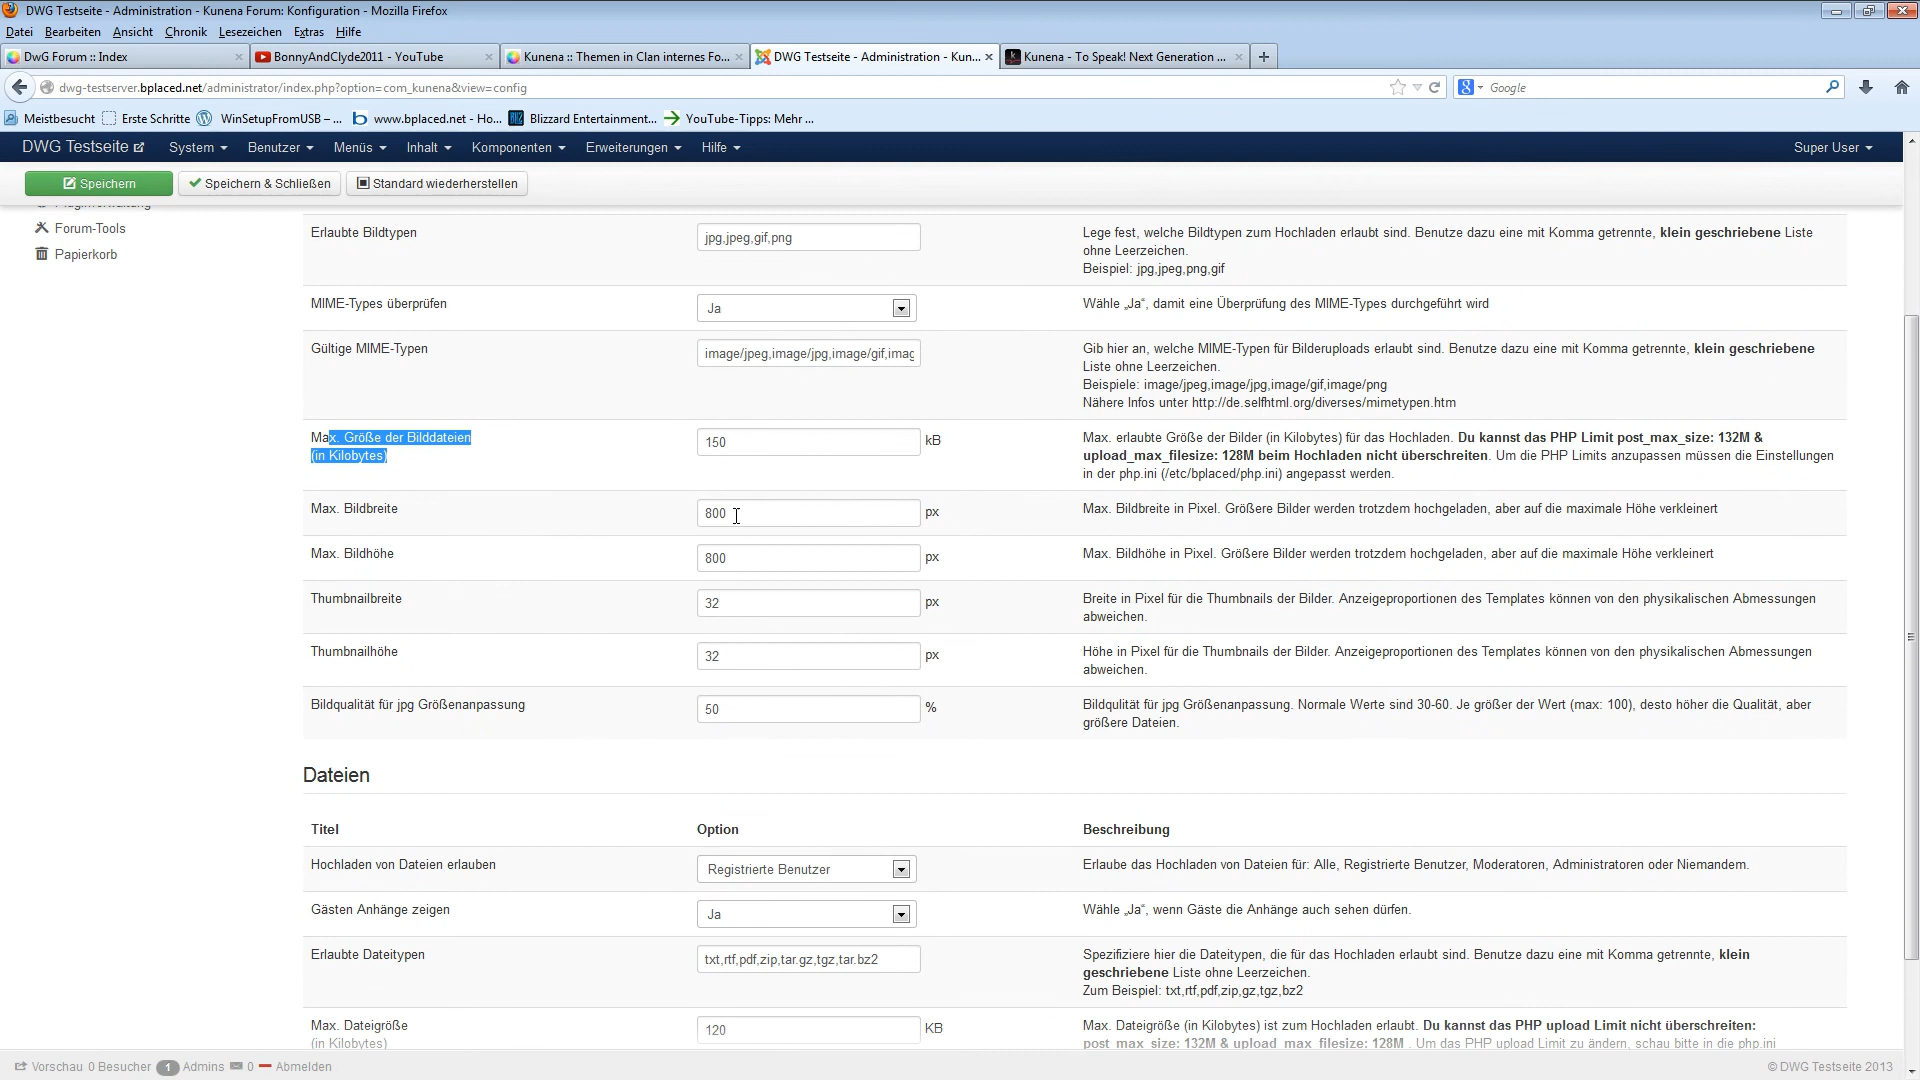 DWG Testseite - Administration - Kunena Forum: Konfiguration - Mozilla Firefox
Datei Bearbeiten Ansicht Chronik Lesezeichen Extras Hilfe
DwG Forum :: Index
BonnyAndClyde2011 - YouTube
Kunena :: Themen in Clan internes Fo...
DWG Testseite - Administration - Kun...
Kunena - To Speak! Next Generation ...
dwg-testserver.bplaced.net/administrator/index.php?option=com_kunena&view=config
Google
Meistbesucht Erste Schritte WinSetupFromUSB – ... www.bplaced.net - Ho... Blizzard Entertainment... YouTube-Tipps: Mehr ...
DWG Testseite System Benutzer Menüs Inhalt Komponenten Erweiterungen Hilfe Super User
Speichern Speichern & Schließen Standard wiederherstellen
Forum-Tools
Papierkorb
Erlaubte Bildtypen
jpg,jpeg,gif,png
Lege fest, welche Bildtypen zum Hochladen erlaubt sind. Benutze dazu eine mit Komma getrennte, klein geschriebene Liste
ohne Leerzeichen.
Beispiel: jpg,jpeg,png,gif
MIME-Types überprüfen
Ja
Wähle „Ja“, damit eine Überprüfung des MIME-Types durchgeführt wird
Gültige MIME-Typen
image/jpeg,image/jpg,image/gif,imag
Gib hier an, welche MIME-Typen für Bilderuploads erlaubt sind. Benutze dazu eine mit Komma getrennte, klein geschriebene
Liste ohne Leerzeichen.
Beispiele: image/jpeg,image/jpg,image/gif,image/png
Nähere Infos unter http://de.selfhtml.org/diverses/mimetypen.htm
Max. Größe der Bilddateien
(in Kilobytes)
150 kB
Max. erlaubte Größe der Bilder (in Kilobytes) für das Hochladen. Du kannst das PHP Limit post_max_size: 132M &
upload_max_filesize: 128M beim Hochladen nicht überschreiten. Um die PHP Limits anzupassen müssen die Einstellungen
in der php.ini (/etc/bplaced/php.ini) angepasst werden.
Max. Bildbreite
800 px
Max. Bildbreite in Pixel. Größere Bilder werden trotzdem hochgeladen, aber auf die maximale Höhe verkleinert
Max. Bildhöhe
800 px
Max. Bildhöhe in Pixel. Größere Bilder werden trotzdem hochgeladen, aber auf die maximale Höhe verkleinert
Thumbnailbreite
32 px
Breite in Pixel für die Thumbnails der Bilder. Anzeigeproportionen des Templates können von den physikalischen Abmessungen
abweichen.
Thumbnailhöhe
32 px
Höhe in Pixel für die Thumbnails der Bilder. Anzeigeproportionen des Templates können von den physikalischen Abmessungen
abweichen.
Bildqualität für jpg Größenanpassung
50 %
Bildqulität für jpg Größenanpassung. Normale Werte sind 30-60. Je größer der Wert (max: 100), desto höher die Qualität, aber
größere Dateien.
Dateien
Titel Option Beschreibung
Hochladen von Dateien erlauben
Registrierte Benutzer
Erlaube das Hochladen von Dateien für: Alle, Registrierte Benutzer, Moderatoren, Administratoren oder Niemandem.
Gästen Anhänge zeigen
Ja
Wähle „Ja“, wenn Gäste die Anhänge auch sehen dürfen.
Erlaubte Dateitypen
txt,rtf,pdf,zip,tar.gz,tgz,tar.bz2
Spezifiziere hier die Dateitypen, die für das Hochladen erlaubt sind. Benutze dazu eine mit Komma getrennte, klein
geschriebene Liste ohne Leerzeichen.
Zum Beispiel: txt,rtf,pdf,zip,gz,tgz,bz2
Max. Dateigröße
(in Kilobytes)
120 KB
Max. Dateigröße (in Kilobytes) ist zum Hochladen erlaubt. Du kannst das PHP upload Limit nicht überschreiten:
post_max_size: 132M & upload_max_filesize: 128M . Um das PHP upload Limit zu ändern, schau bitte in die php.ini
Vorschau 0 Besucher 1 Admins 0 Abmelden
© DWG Testseite 2013